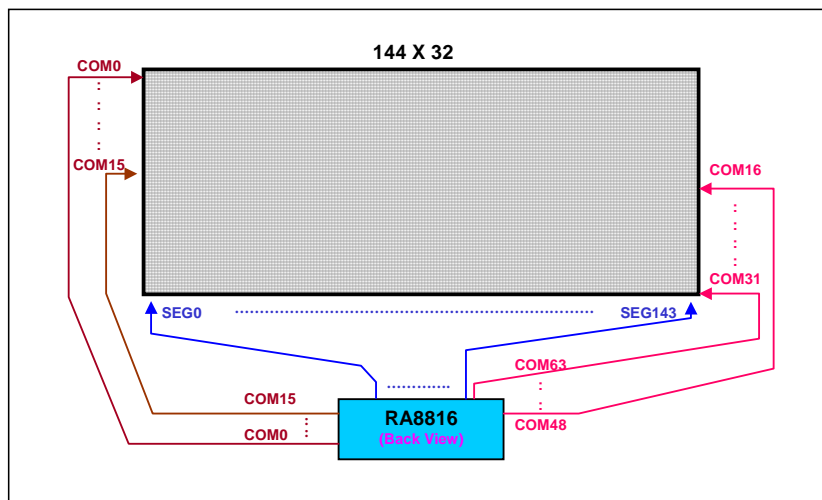 144 X 32
COM0
COM15
COM16
COM31
SEG0
SEG143
COM63
COM15
RA8816
(Back View)
COM48
COM0